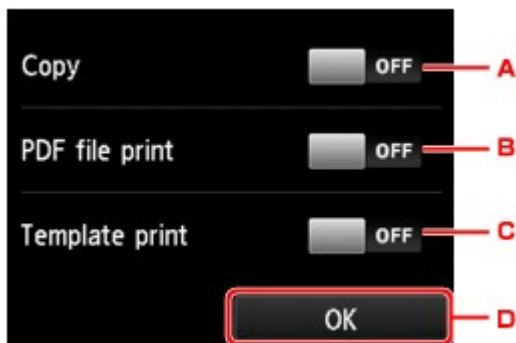 Copy OFF A
PDF file print OFF B
Template print OFF C
OK D